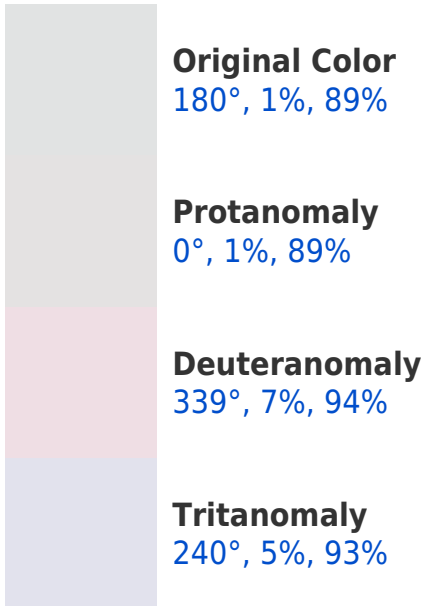 Original Color
180°, 1%, 89%
Protanomaly
0°, 1%, 89%
Deuteranomaly
339°, 7%, 94%
Tritanomaly
240°, 5%, 93%